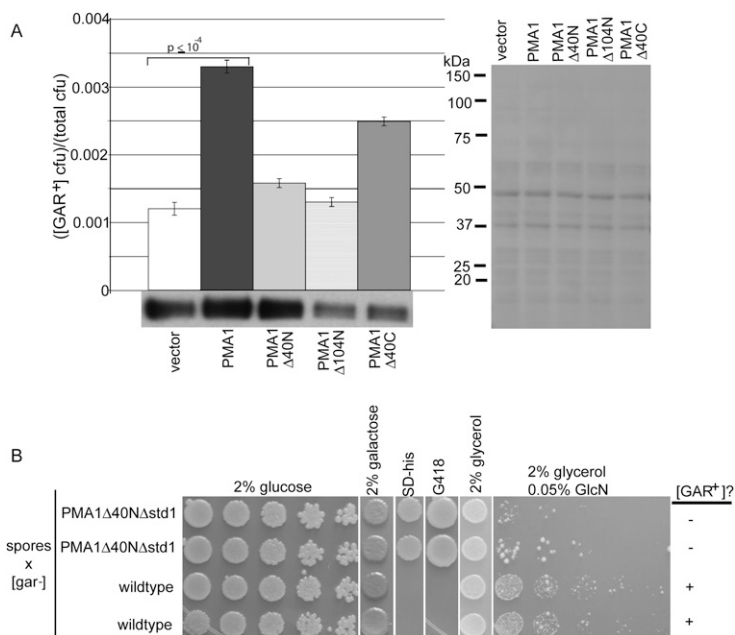 A
0.004
0.003
0.002
0.001
0
([GAR+] cfu)/(total cfu)
p ≤ 10-4
vector
PMA1
PMA1 Δ40N
PMA1 Δ104N
PMA1 Δ40C
kDa
150
100
75
50
37
25
20
vector
PMA1
PMA1 Δ40N
PMA1 Δ104N
PMA1 Δ40C
B
2% glucose
2% galactose
SD-his
G418
2% glycerol
2% glycerol
0.05% GlcN
[GAR+]?
spores
x
[gar-]
PMA1Δ40NΔstd1
-
PMA1Δ40NΔstd1
-
wildtype
+
wildtype
+